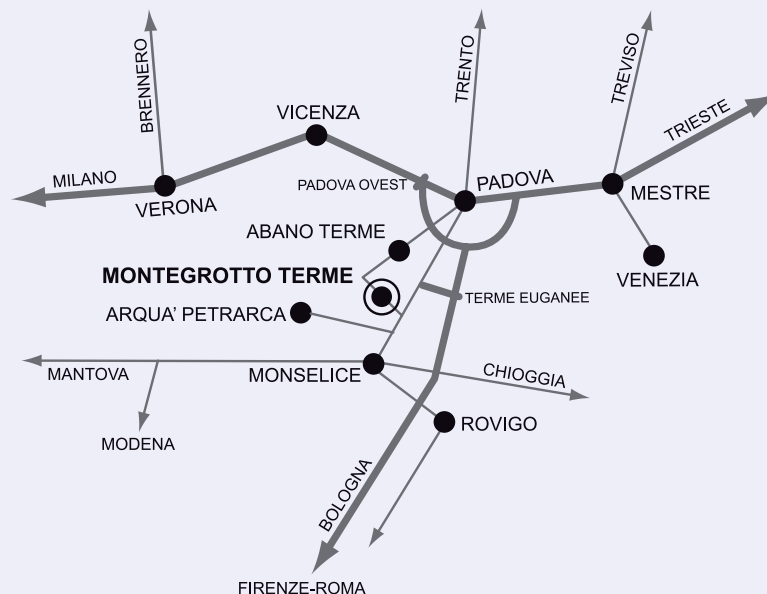 BRENNERO
TRENTO
TREVISO
TRIESTE
VICENZA
MILANO
VERONA
PADOVA OVEST
PADOVA
MESTRE
ABANO TERME
VENEZIA
MONTEGROTTO TERME
TERME EUGANEE
ARQUA' PETRARCA
MANTOVA
MONSELICE
CHIOGGIA
MODENA
ROVIGO
BOLOGNA
FIRENZE-ROMA